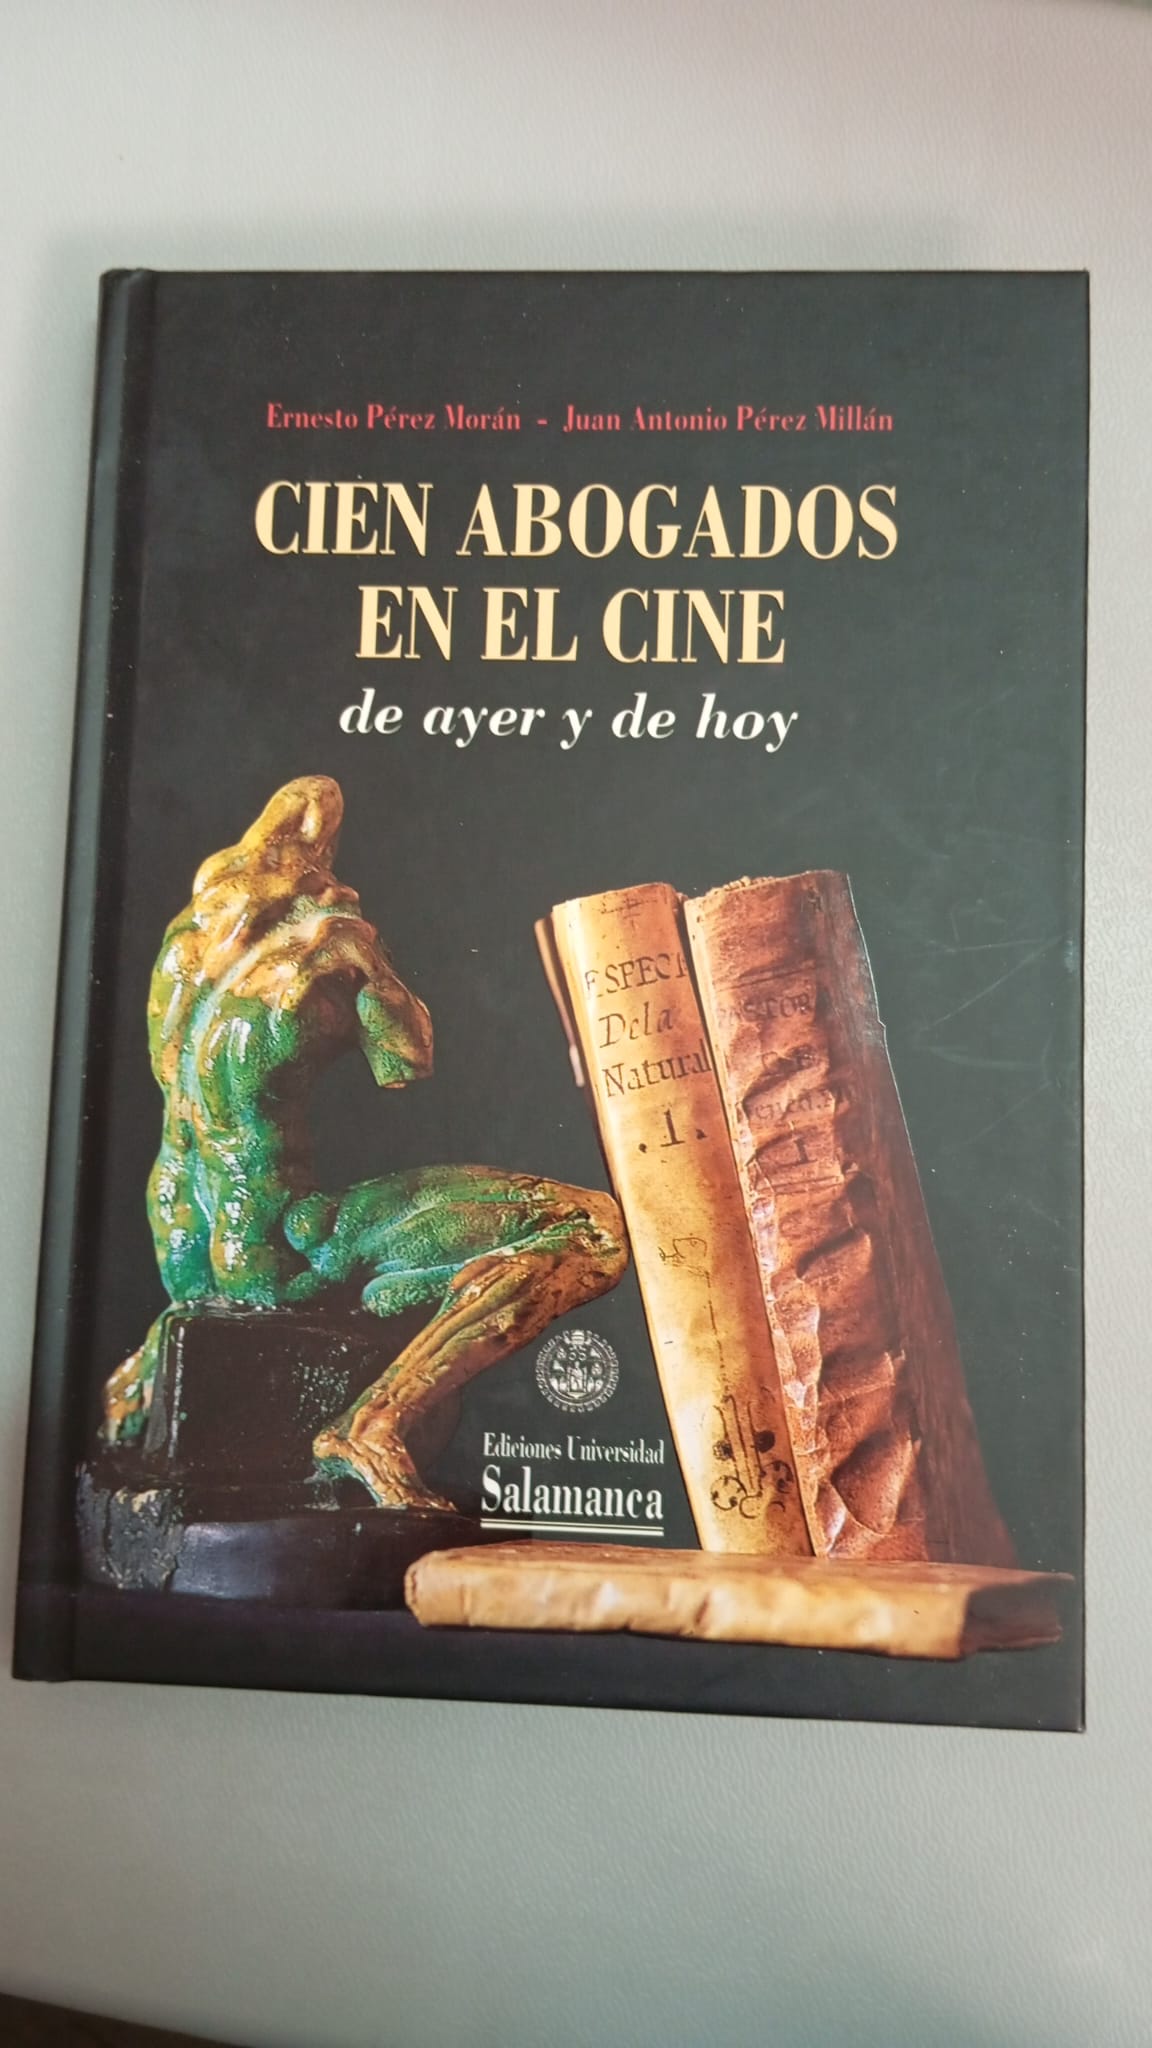 Ernesto Pérez Morán - Juan Antonio Pérez Millán
CIEN ABOGADOS
EN EL CINE
de ayer y de hoy
ESPECT
Dela
Natural
.1.
Ediciones Universidad
Salamanca